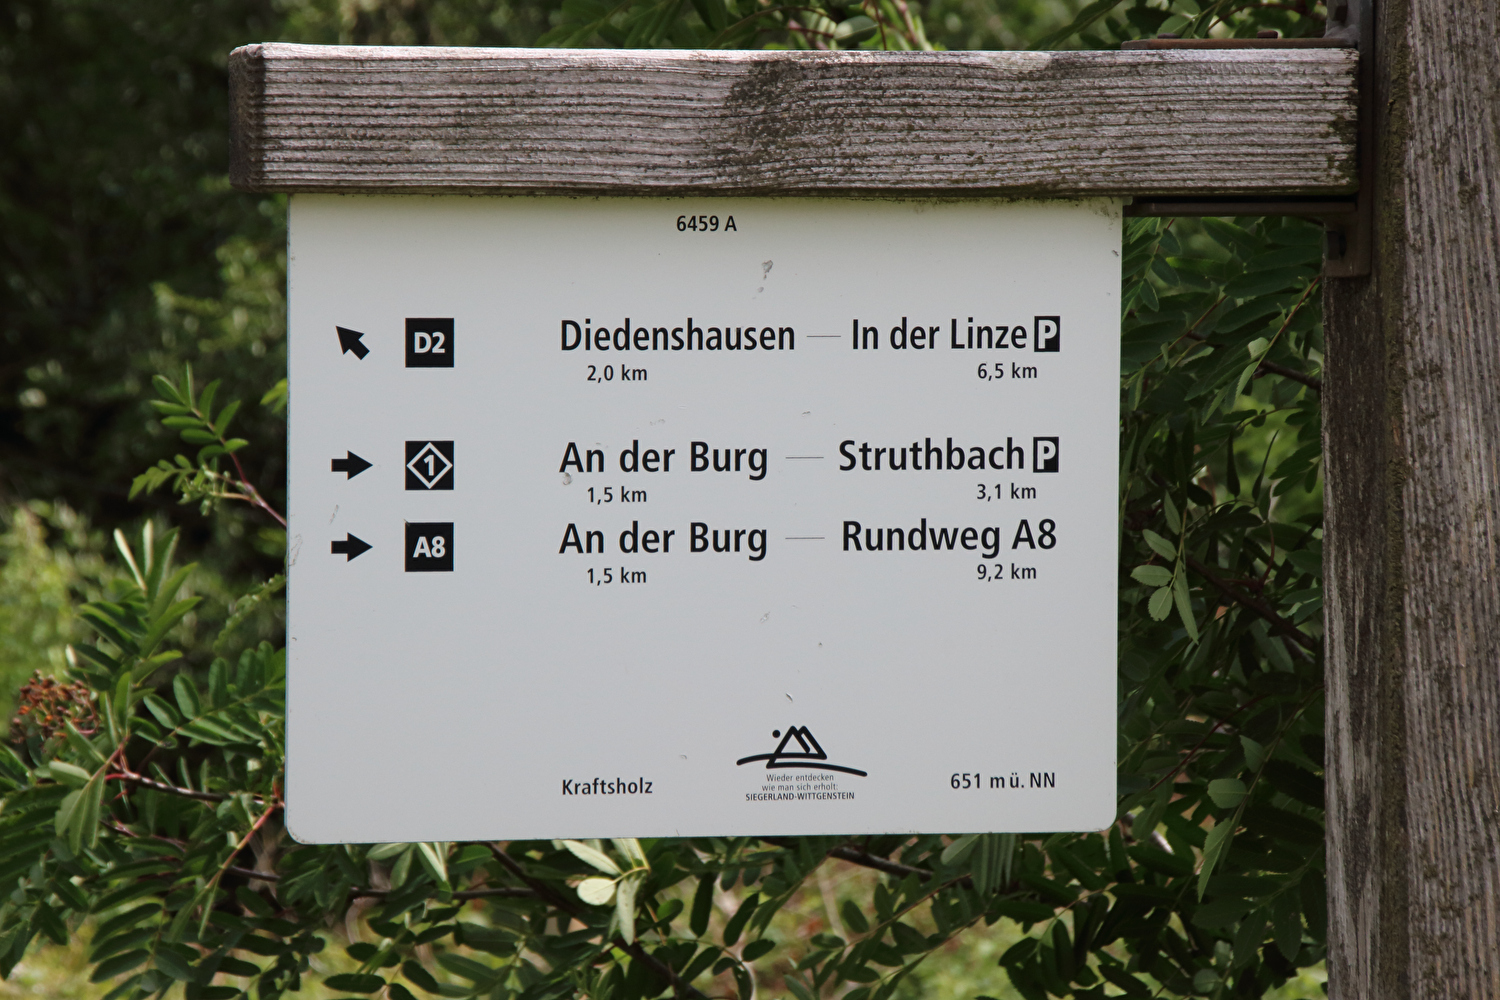 6459 A
D2 Diedenshausen — In der Linze P
2,0 km 6,5 km
1 An der Burg — Struthbach P
1,5 km 3,1 km
A8 An der Burg — Rundweg A8
1,5 km 9,2 km
Kraftsholz
Wieder entdecken
wie man sich erholt:
SIEGERLAND-WITTGENSTEIN
651 m ü. NN